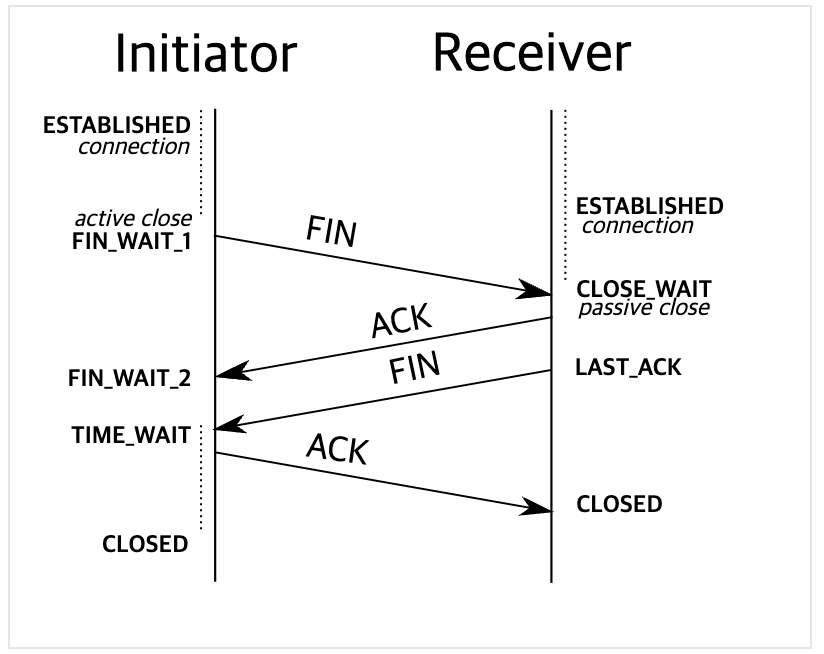 Initiator
Receiver
ESTABLISHED
connection
active close
FIN_WAIT_1
FIN
ESTABLISHED
connection
CLOSE_WAIT
passive close
ACK
FIN_WAIT_2
FIN
LAST_ACK
TIME_WAIT
ACK
CLOSED
CLOSED